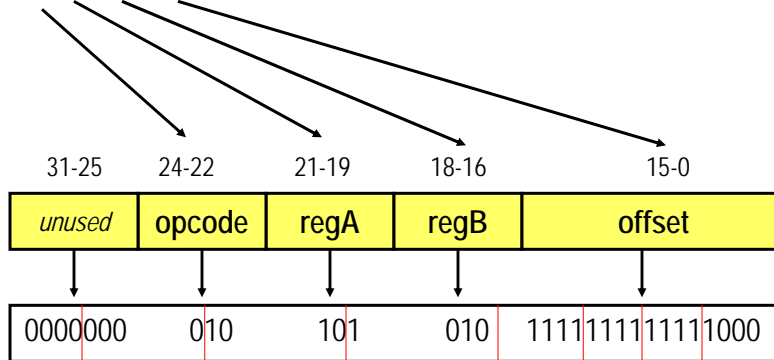 31-25 24-22 21-19 18-16 15-0
unused opcode regA regB offset
0000000 010 101 010 1111111111111000